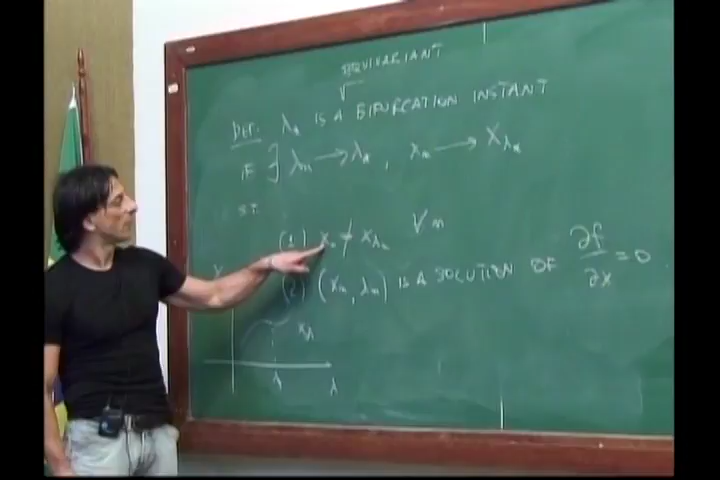 EQUIVARIANT
DEF. λ* IS A BIFURCATION INSTANT
IF ∃ λn → λ*, xn → xλ*
s.t.
(1) xn ≠ xλn ∀ n
(2) (xn, λn) IS A SOLUTION OF ∂f/∂x = 0
x
xλ
λ λ